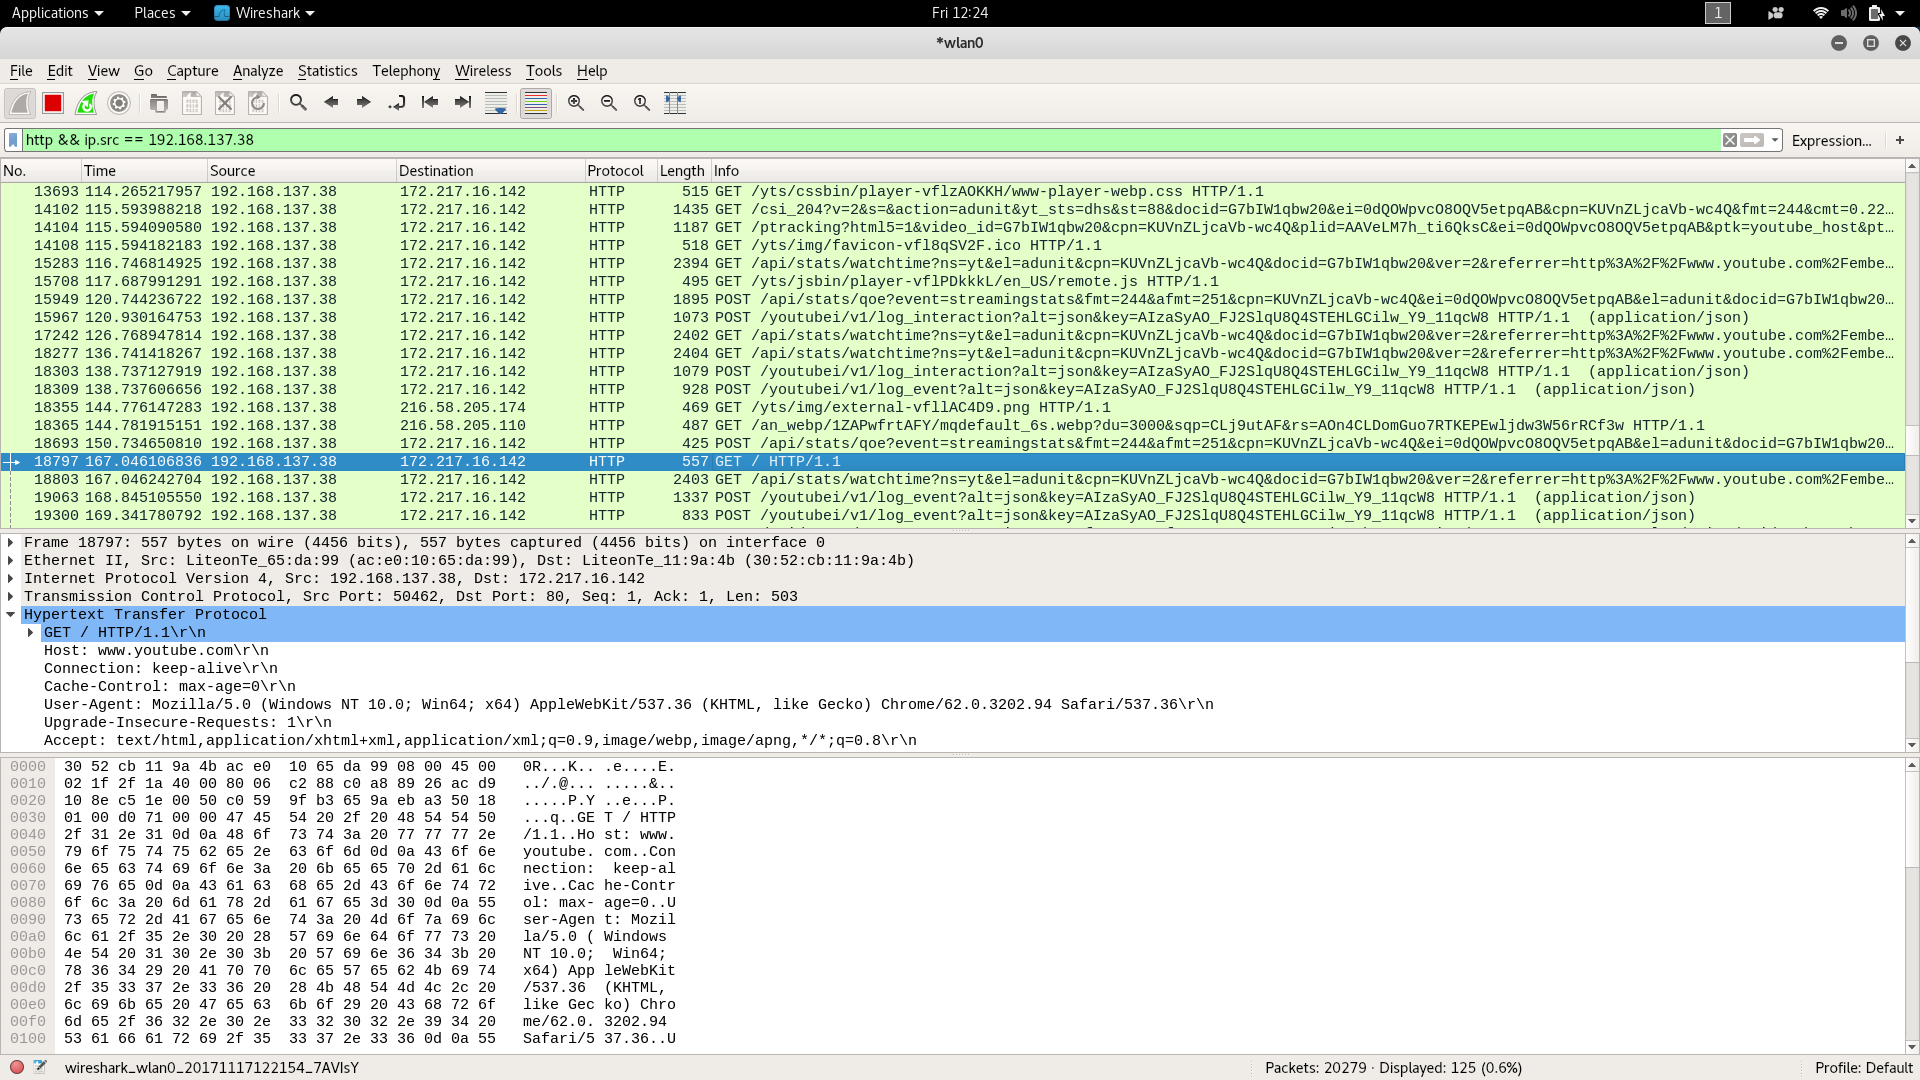 Applications Places Wireshark Fri 12:24 1
*wlan0
File Edit View Go Capture Analyze Statistics Telephony Wireless Tools Help
http && ip.src == 192.168.137.38 Expression... +
No. Time Source Destination Protocol Length Info
13693 114.265217957 192.168.137.38 172.217.16.142 HTTP 515 GET /yts/cssbin/player-vflzAOKKH/www-player-webp.css HTTP/1.1
14102 115.593988218 192.168.137.38 172.217.16.142 HTTP 1435 GET /csi_204?v=2&s=&action=adunit&yt_sts=dhs&st=88&docid=G7bIW1qbw20&ei=0dQOWpvcO8OQV5etpqAB&cpn=KUVnZLjcaVb-wc4Q&fmt=244&cmt=0.22…
14104 115.594090580 192.168.137.38 172.217.16.142 HTTP 1187 GET /ptracking?html5=1&video_id=G7bIW1qbw20&cpn=KUVnZLjcaVb-wc4Q&plid=AAVeLM7h_ti6QksC&ei=0dQOWpvcO8OQV5etpqAB&ptk=youtube_host&pt…
14108 115.594182183 192.168.137.38 172.217.16.142 HTTP 518 GET /yts/img/favicon-vfl8qSV2F.ico HTTP/1.1
15283 116.746814925 192.168.137.38 172.217.16.142 HTTP 2394 GET /api/stats/watchtime?ns=yt&el=adunit&cpn=KUVnZLjcaVb-wc4Q&docid=G7bIW1qbw20&ver=2&referrer=http%3A%2F%2Fwww.youtube.com%2Fembe…
15708 117.687991291 192.168.137.38 172.217.16.142 HTTP 495 GET /yts/jsbin/player-vflPDkkkL/en_US/remote.js HTTP/1.1
15949 120.744236722 192.168.137.38 172.217.16.142 HTTP 1895 POST /api/stats/qoe?event=streamingstats&fmt=244&afmt=251&cpn=KUVnZLjcaVb-wc4Q&ei=0dQOWpvcO8OQV5etpqAB&el=adunit&docid=G7bIW1qbw20…
15967 120.930164753 192.168.137.38 172.217.16.142 HTTP 1073 POST /youtubei/v1/log_interaction?alt=json&key=AIzaSyAO_FJ2SlqU8Q4STEHLGCilw_Y9_11qcW8 HTTP/1.1 (application/json)
17242 126.768947814 192.168.137.38 172.217.16.142 HTTP 2402 GET /api/stats/watchtime?ns=yt&el=adunit&cpn=KUVnZLjcaVb-wc4Q&docid=G7bIW1qbw20&ver=2&referrer=http%3A%2F%2Fwww.youtube.com%2Fembe…
18277 136.741418267 192.168.137.38 172.217.16.142 HTTP 2404 GET /api/stats/watchtime?ns=yt&el=adunit&cpn=KUVnZLjcaVb-wc4Q&docid=G7bIW1qbw20&ver=2&referrer=http%3A%2F%2Fwww.youtube.com%2Fembe…
18303 138.737127919 192.168.137.38 172.217.16.142 HTTP 1079 POST /youtubei/v1/log_interaction?alt=json&key=AIzaSyAO_FJ2SlqU8Q4STEHLGCilw_Y9_11qcW8 HTTP/1.1 (application/json)
18309 138.737606656 192.168.137.38 172.217.16.142 HTTP 928 POST /youtubei/v1/log_event?alt=json&key=AIzaSyAO_FJ2SlqU8Q4STEHLGCilw_Y9_11qcW8 HTTP/1.1 (application/json)
18355 144.776147283 192.168.137.38 216.58.205.174 HTTP 469 GET /yts/img/external-vfllAC4D9.png HTTP/1.1
18365 144.781915151 192.168.137.38 216.58.205.110 HTTP 487 GET /an_webp/1ZAPwfrtAFY/mqdefault_6s.webp?du=3000&sqp=CLj9utAF&rs=AOn4CLDomGuo7RTKEPEwljdw3W56rRCf3w HTTP/1.1
18693 150.734650810 192.168.137.38 172.217.16.142 HTTP 425 POST /api/stats/qoe?event=streamingstats&fmt=244&afmt=251&cpn=KUVnZLjcaVb-wc4Q&ei=0dQOWpvcO8OQV5etpqAB&el=adunit&docid=G7bIW1qbw20…
18797 167.046106836 192.168.137.38 172.217.16.142 HTTP 557 GET / HTTP/1.1
18803 167.046242704 192.168.137.38 172.217.16.142 HTTP 2403 GET /api/stats/watchtime?ns=yt&el=adunit&cpn=KUVnZLjcaVb-wc4Q&docid=G7bIW1qbw20&ver=2&referrer=http%3A%2F%2Fwww.youtube.com%2Fembe…
19063 168.845105550 192.168.137.38 172.217.16.142 HTTP 1337 POST /youtubei/v1/log_event?alt=json&key=AIzaSyAO_FJ2SlqU8Q4STEHLGCilw_Y9_11qcW8 HTTP/1.1 (application/json)
19300 169.341780792 192.168.137.38 172.217.16.142 HTTP 833 POST /youtubei/v1/log_event?alt=json&key=AIzaSyAO_FJ2SlqU8Q4STEHLGCilw_Y9_11qcW8 HTTP/1.1 (application/json)
Frame 18797: 557 bytes on wire (4456 bits), 557 bytes captured (4456 bits) on interface 0
Ethernet II, Src: LiteonTe_65:da:99 (ac:e0:10:65:da:99), Dst: LiteonTe_11:9a:4b (30:52:cb:11:9a:4b)
Internet Protocol Version 4, Src: 192.168.137.38, Dst: 172.217.16.142
Transmission Control Protocol, Src Port: 50462, Dst Port: 80, Seq: 1, Ack: 1, Len: 503
Hypertext Transfer Protocol
GET / HTTP/1.1\r\n
Host: www.youtube.com\r\n
Connection: keep-alive\r\n
Cache-Control: max-age=0\r\n
User-Agent: Mozilla/5.0 (Windows NT 10.0; Win64; x64) AppleWebKit/537.36 (KHTML, like Gecko) Chrome/62.0.3202.94 Safari/537.36\r\n
Upgrade-Insecure-Requests: 1\r\n
Accept: text/html,application/xhtml+xml,application/xml;q=0.9,image/webp,image/apng,*/*;q=0.8\r\n
0000 30 52 cb 11 9a 4b ac e0 10 65 da 99 08 00 45 00 0R...K.. .e....E.
0010 02 1f 2f 1a 40 00 80 06 c2 88 c0 a8 89 26 ac d9 ../.@... .....&..
0020 10 8e c5 1e 00 50 c0 59 9f b3 65 9a eb a3 50 18 .....P.Y ..e...P.
0030 01 00 d0 71 00 00 47 45 54 20 2f 20 48 54 54 50 ...q..GE T / HTTP
0040 2f 31 2e 31 0d 0a 48 6f 73 74 3a 20 77 77 77 2e /1.1..Ho st: www.
0050 79 6f 75 74 75 62 65 2e 63 6f 6d 0d 0a 43 6f 6e youtube. com..Con
0060 6e 65 63 74 69 6f 6e 3a 20 6b 65 65 70 2d 61 6c nection: keep-al
0070 69 76 65 0d 0a 43 61 63 68 65 2d 43 6f 6e 74 72 ive..Cac he-Contr
0080 6f 6c 3a 20 6d 61 78 2d 61 67 65 3d 30 0d 0a 55 ol: max- age=0..U
0090 73 65 72 2d 41 67 65 6e 74 3a 20 4d 6f 7a 69 6c ser-Agen t: Mozil
00a0 6c 61 2f 35 2e 30 20 28 57 69 6e 64 6f 77 73 20 la/5.0 ( Windows
00b0 4e 54 20 31 30 2e 30 3b 20 57 69 6e 36 34 3b 20 NT 10.0; Win64;
00c0 78 36 34 29 20 41 70 70 6c 65 57 65 62 4b 69 74 x64) App leWebKit
00d0 2f 35 33 37 2e 33 36 20 28 4b 48 54 4d 4c 2c 20 /537.36 (KHTML,
00e0 6c 69 6b 65 20 47 65 63 6b 6f 29 20 43 68 72 6f like Gec ko) Chro
00f0 6d 65 2f 36 32 2e 30 2e 33 32 30 32 2e 39 34 20 me/62.0. 3202.94
0100 53 61 66 61 72 69 2f 35 33 37 2e 33 36 0d 0a 55 Safari/5 37.36..U
wireshark_wlan0_20171117122154_7AVIsY Packets: 20279 · Displayed: 125 (0.6%) Profile: Default